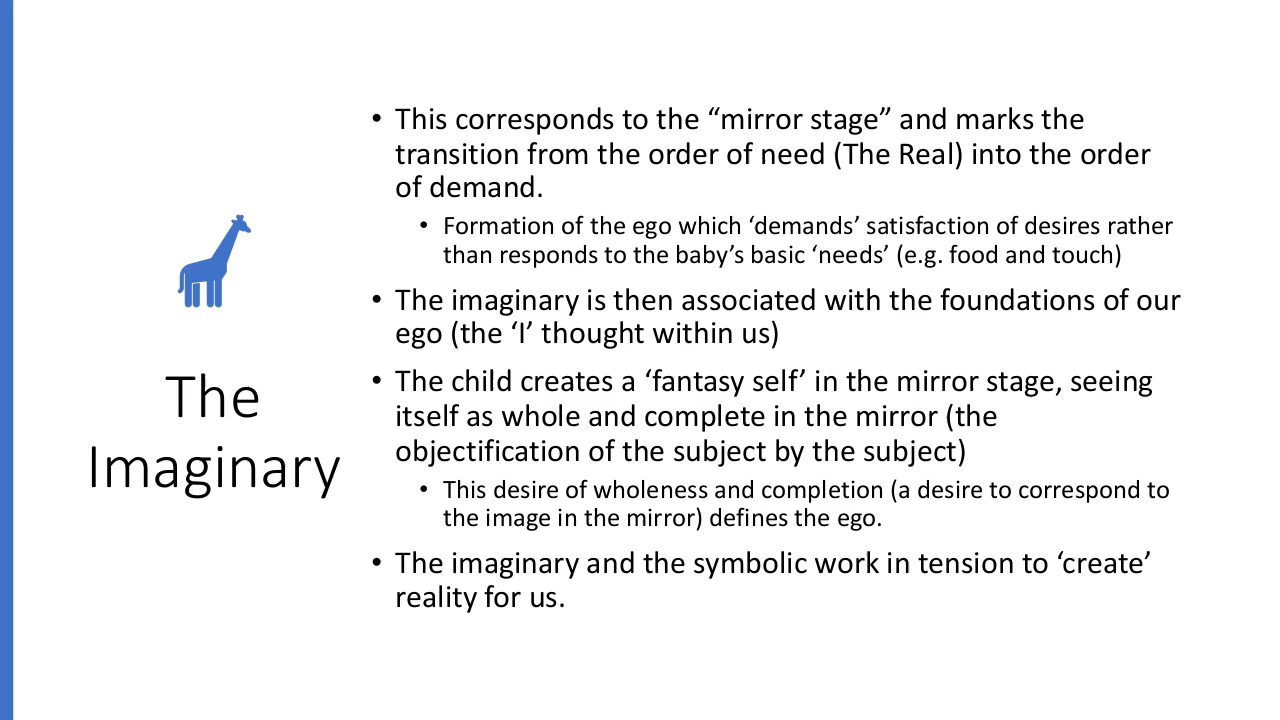 The
Imaginary
• This corresponds to the “mirror stage” and marks the
transition from the order of need (The Real) into the order
of demand.
• Formation of the ego which ‘demands’ satisfaction of desires rather
than responds to the baby’s basic ‘needs’ (e.g. food and touch)
• The imaginary is then associated with the foundations of our
ego (the ‘I’ thought within us)
• The child creates a ‘fantasy self’ in the mirror stage, seeing
itself as whole and complete in the mirror (the
objectification of the subject by the subject)
• This desire of wholeness and completion (a desire to correspond to
the image in the mirror) defines the ego.
• The imaginary and the symbolic work in tension to ‘create’
reality for us.